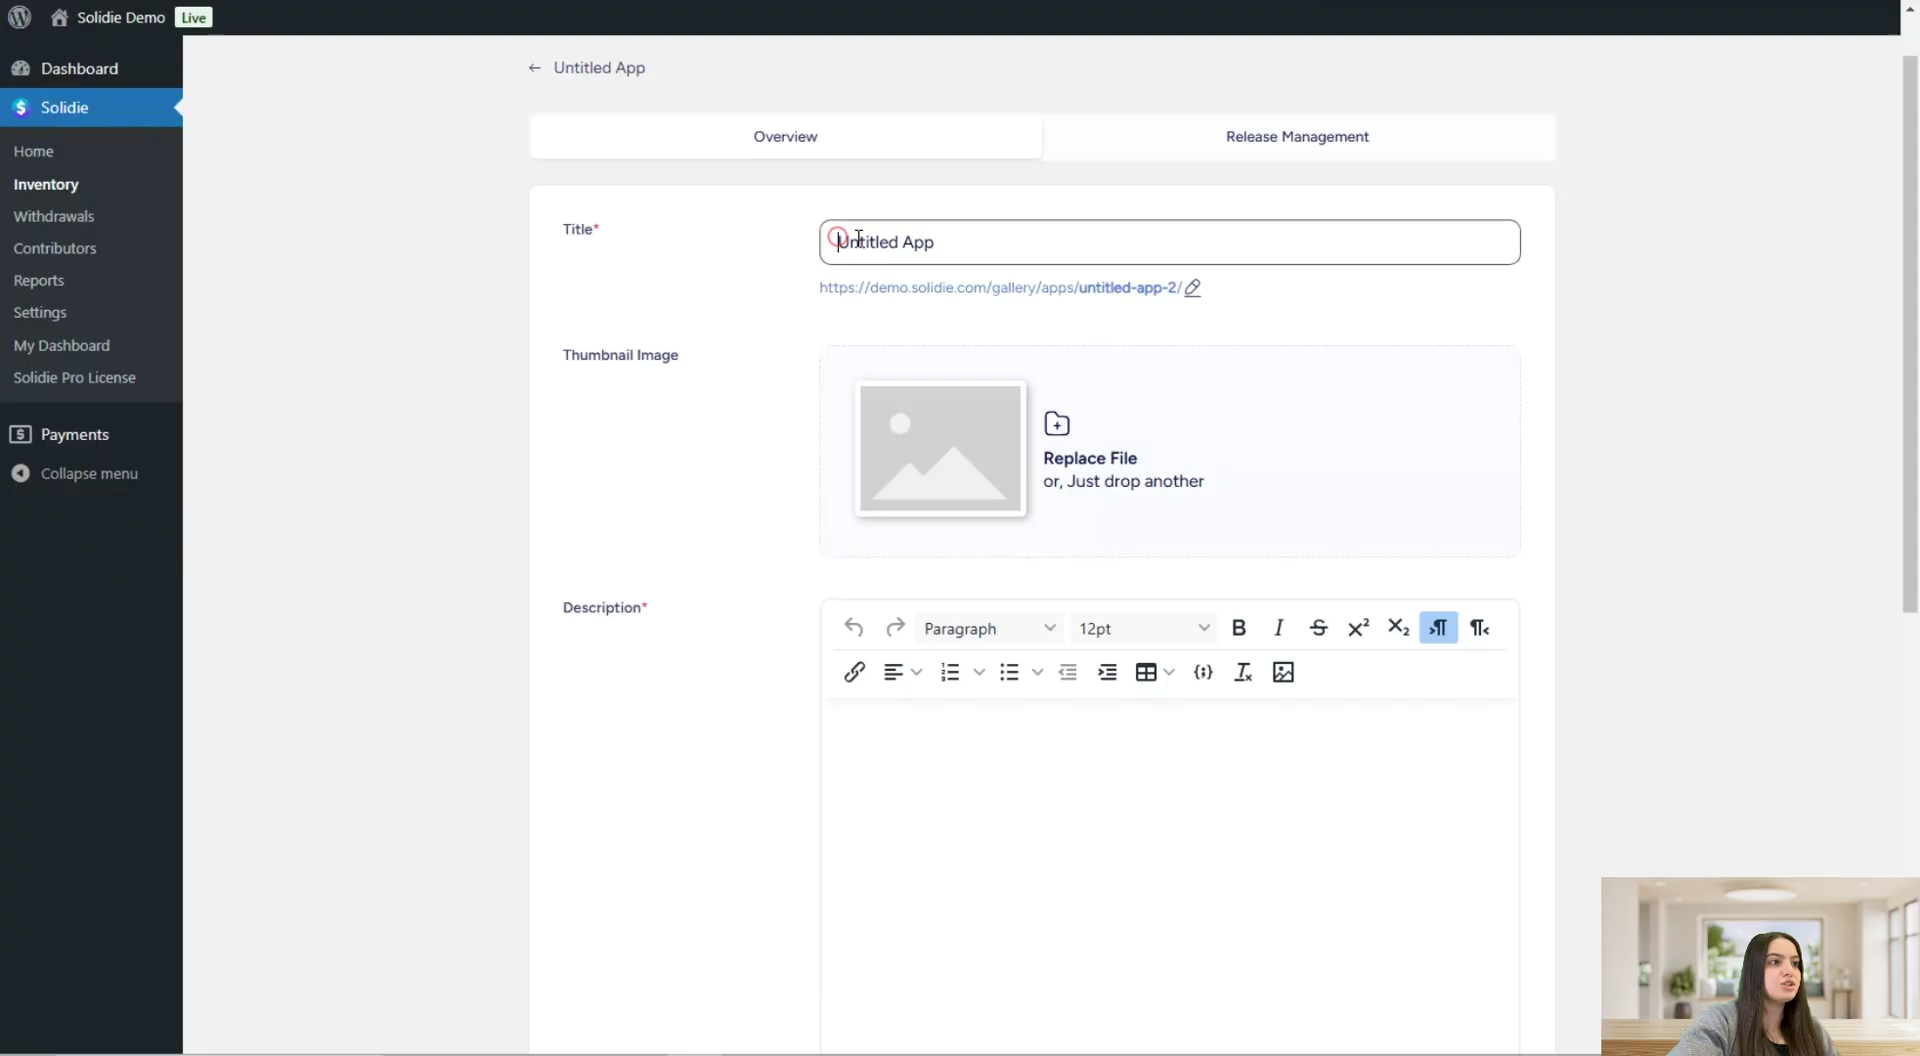 Solidie Demo Live
Dashboard
Solidie
Home
Inventory
Withdrawals
Contributors
Reports
Settings
My Dashboard
Solidie Pro License
Payments
Collapse menu
← Untitled App
Overview
Release Management
Title*
Untitled App
https://demo.solidie.com/gallery/apps/untitled-app-2/
Thumbnail Image
Replace File
or, Just drop another
Description*
Paragraph 12pt